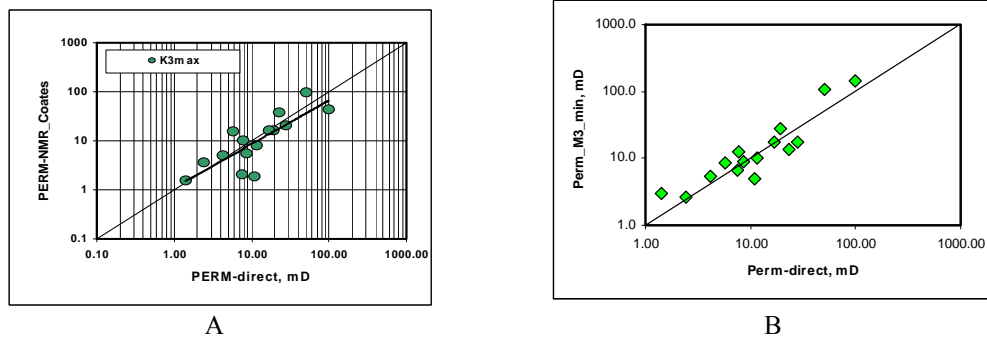 1000
100
10
1
0.1
PERM-NMR_Coates
K3max
0.10 1.00 10.00 100.00 1000.00
PERM-direct, mD
A
1000.0
100.0
10.0
1.0
Perm_M3_min, mD
1.00 10.00 100.00 1000.00
Perm-direct, mD
B